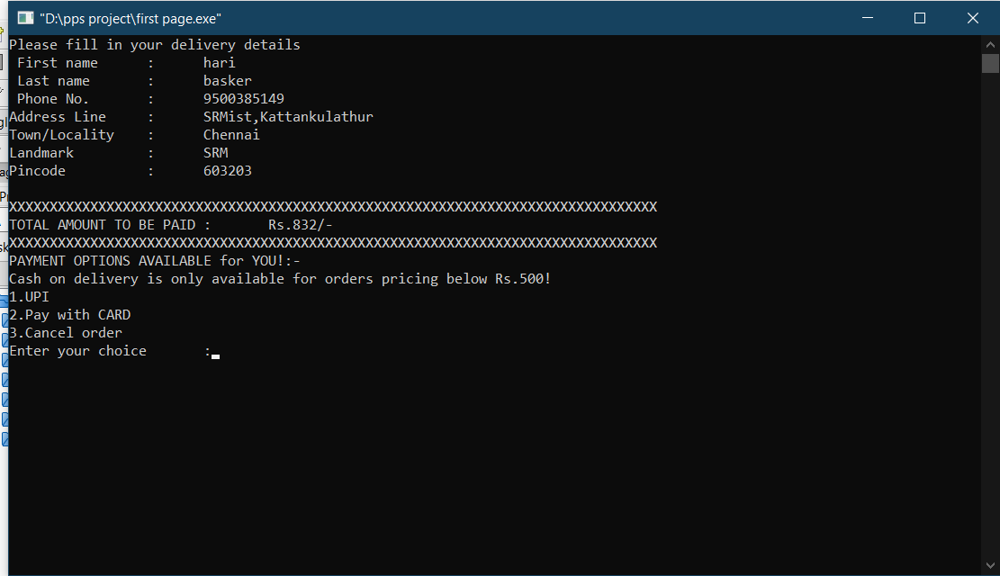 "D:\pps project\first page.exe"
Please fill in your delivery details
First name : hari
Last name : basker
Phone No. : 9500385149
Address Line : SRMist,Kattankulathur
Town/Locality : Chennai
Landmark : SRM
Pincode : 603203
XXXXXXXXXXXXXXXXXXXXXXXXXXXXXXXXXXXXXXXXXXXXXXXXXXXXXXXXXXXXXXXXXXXXXXXXXXXXXXXX
TOTAL AMOUNT TO BE PAID : Rs.832/-
XXXXXXXXXXXXXXXXXXXXXXXXXXXXXXXXXXXXXXXXXXXXXXXXXXXXXXXXXXXXXXXXXXXXXXXXXXXXXXXX
PAYMENT OPTIONS AVAILABLE for YOU!:-
Cash on delivery is only available for orders pricing below Rs.500!
1.UPI
2.Pay with CARD
3.Cancel order
Enter your choice :